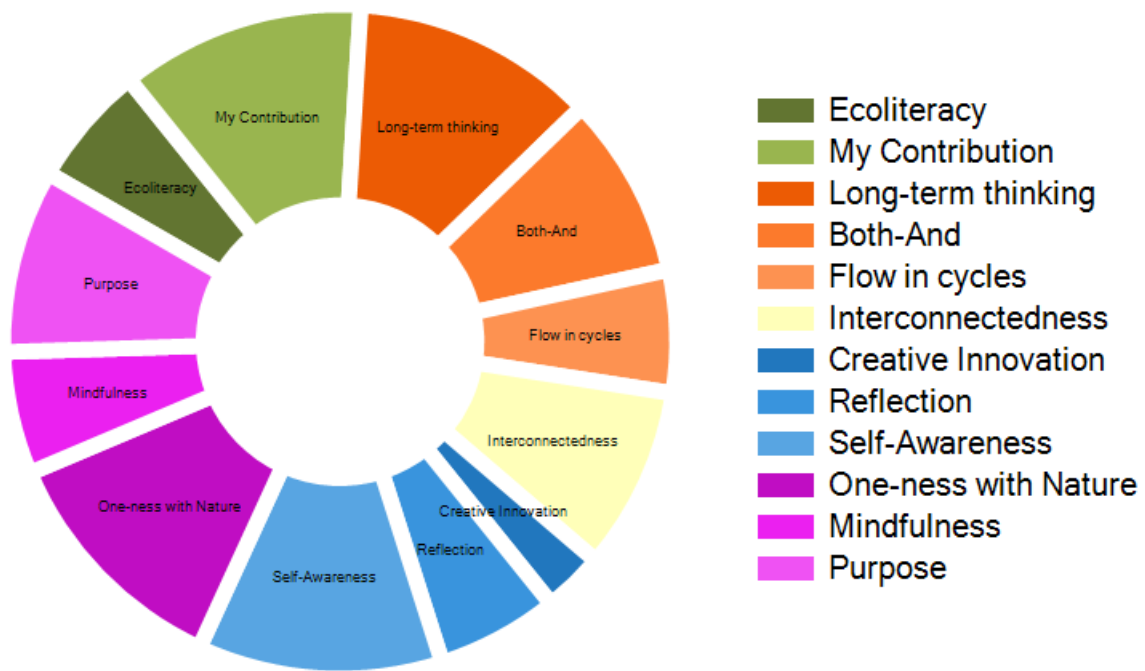 My Contribution
Long-term thinking
Ecoliteracy
Both-And
Purpose
Flow in cycles
Mindfulness
Interconnectedness
One-ness with Nature
Creative Innovation
Reflection
Self-Awareness
Ecoliteracy
My Contribution
Long-term thinking
Both-And
Flow in cycles
Interconnectedness
Creative Innovation
Reflection
Self-Awareness
One-ness with Nature
Mindfulness
Purpose